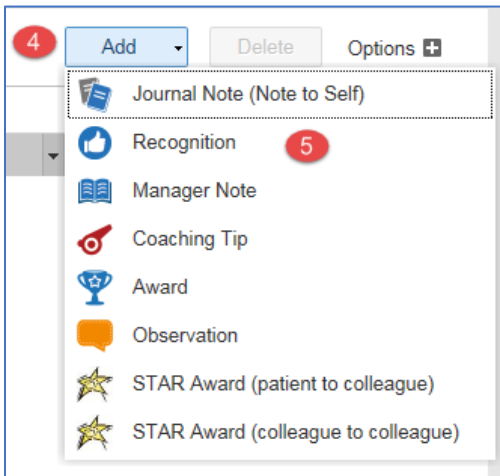 4 Add Delete Options
Journal Note (Note to Self)
Recognition 5
Manager Note
Coaching Tip
Award
Observation
STAR Award (patient to colleague)
STAR Award (colleague to colleague)